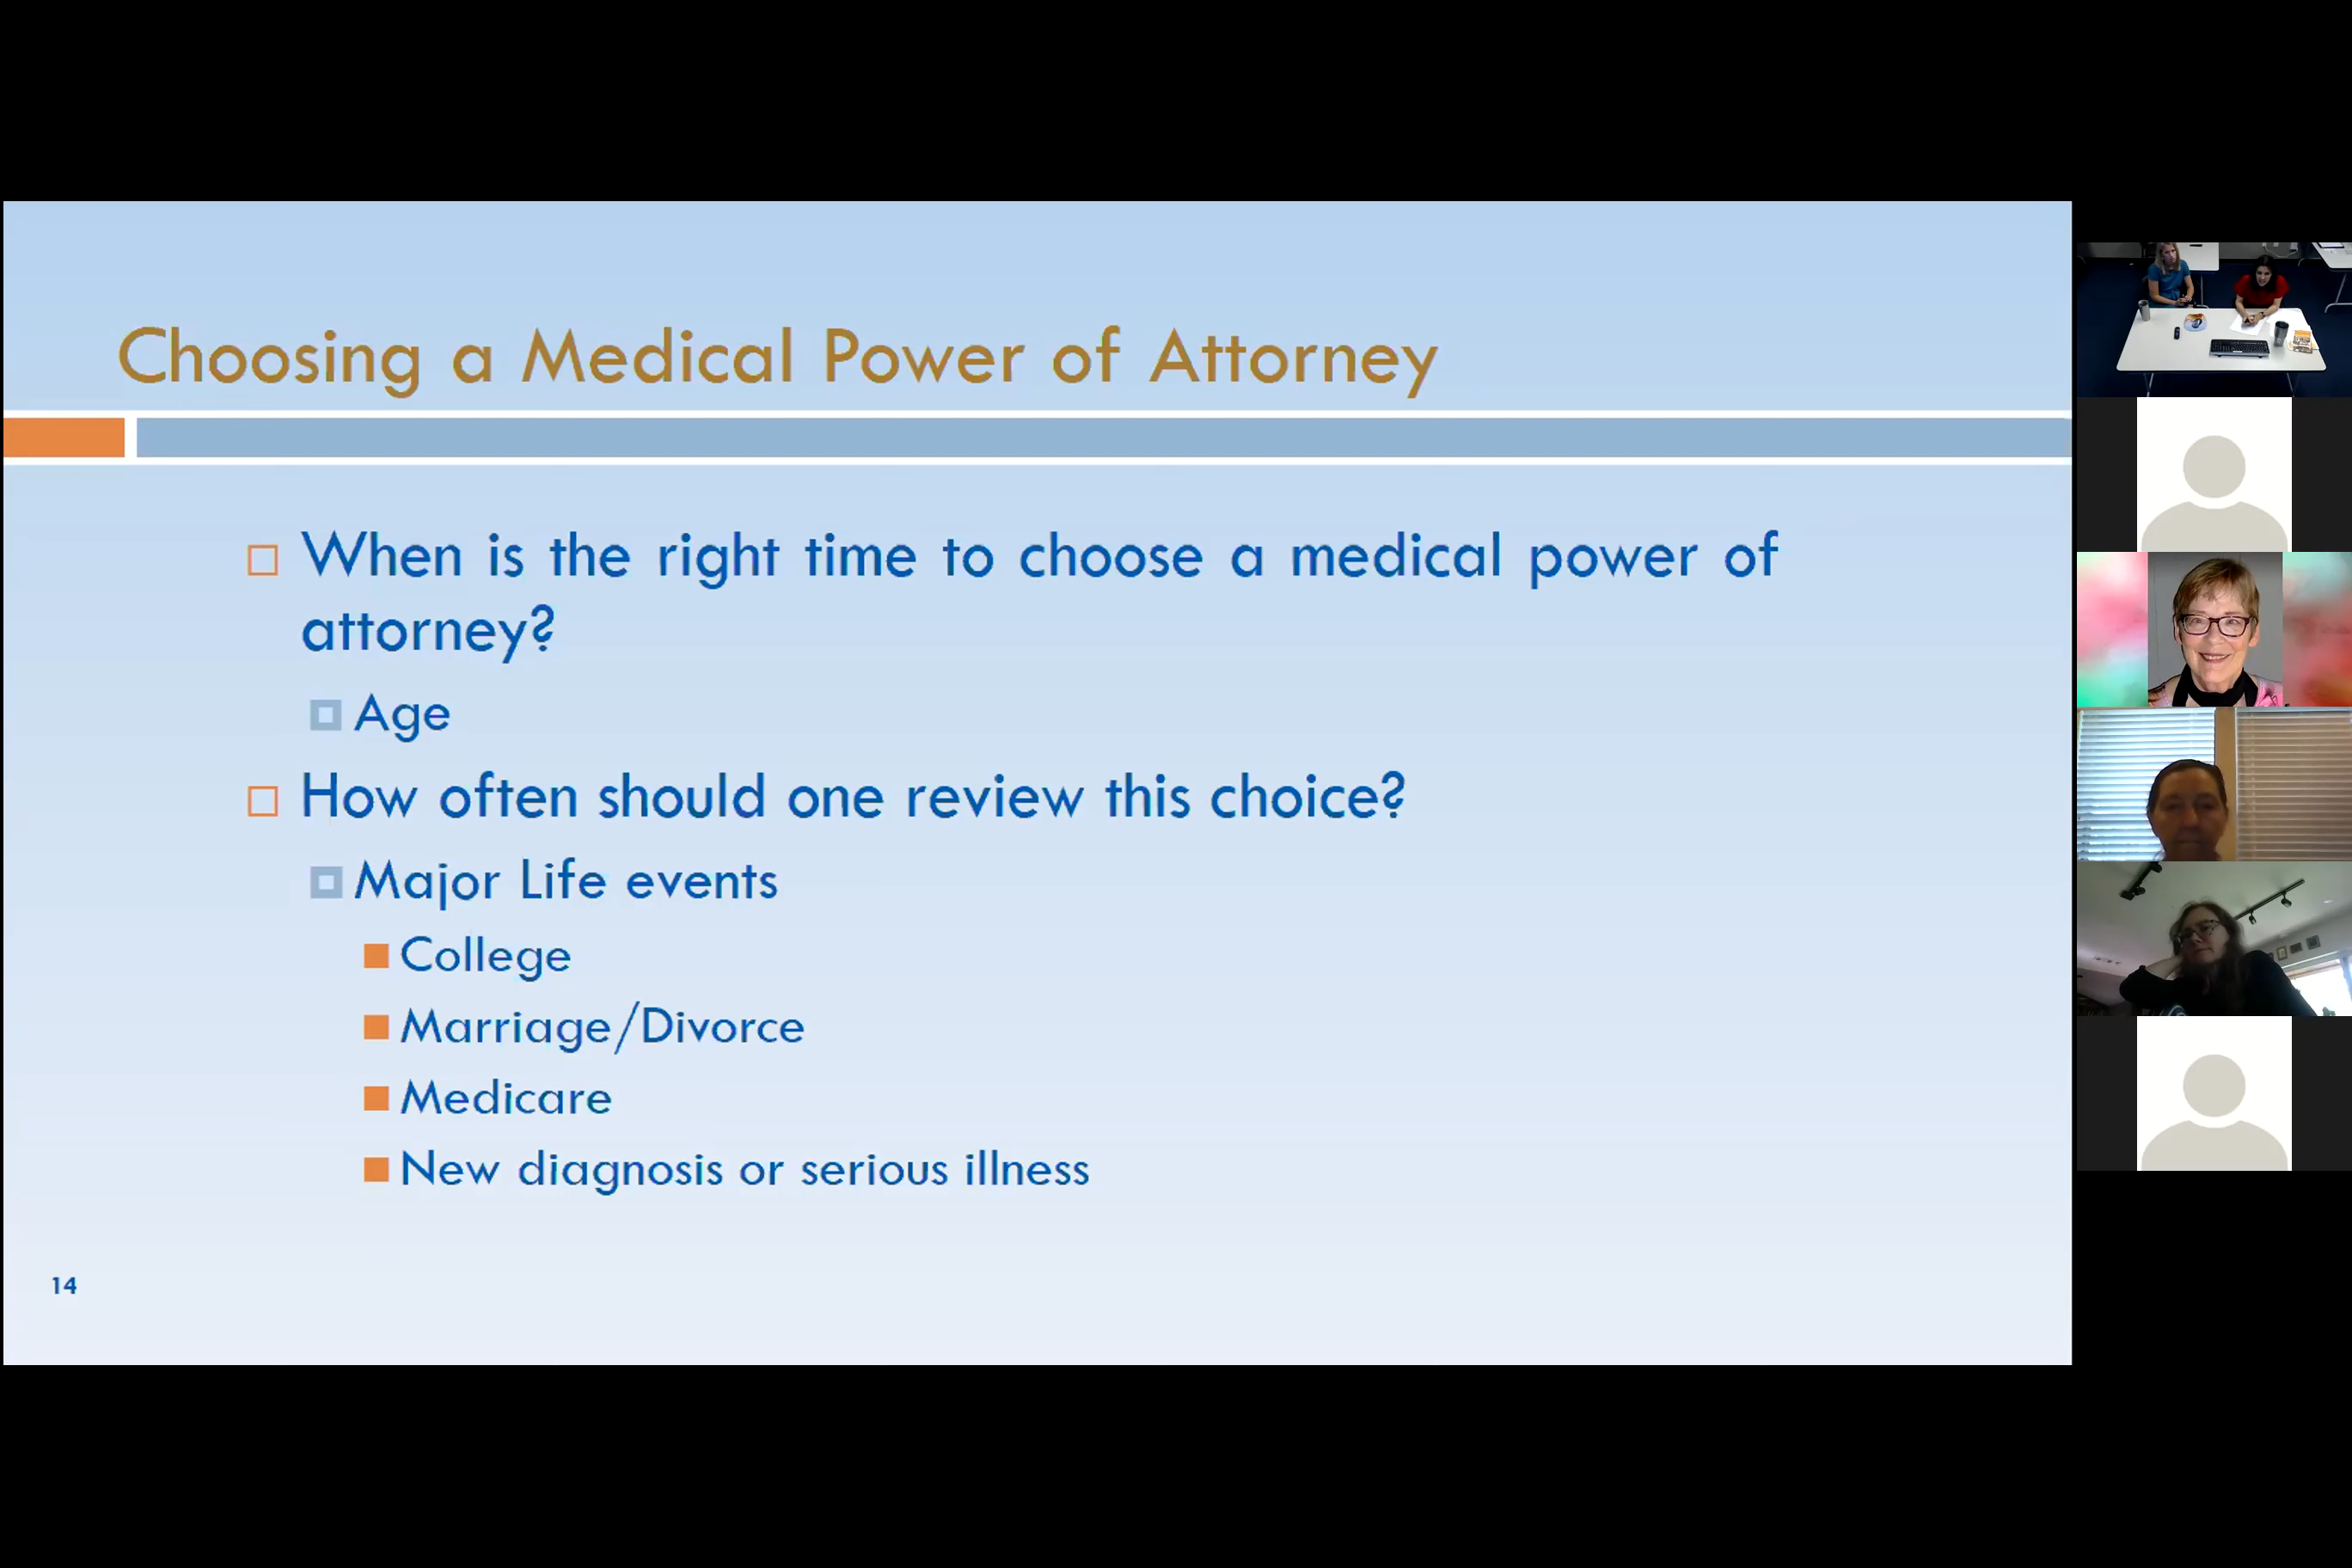 Choosing a Medical Power of Attorney
When is the right time to choose a medical power of
attorney?
Age
How often should one review this choice?
Major Life events
College
Marriage/Divorce
Medicare
New diagnosis or serious illness
14